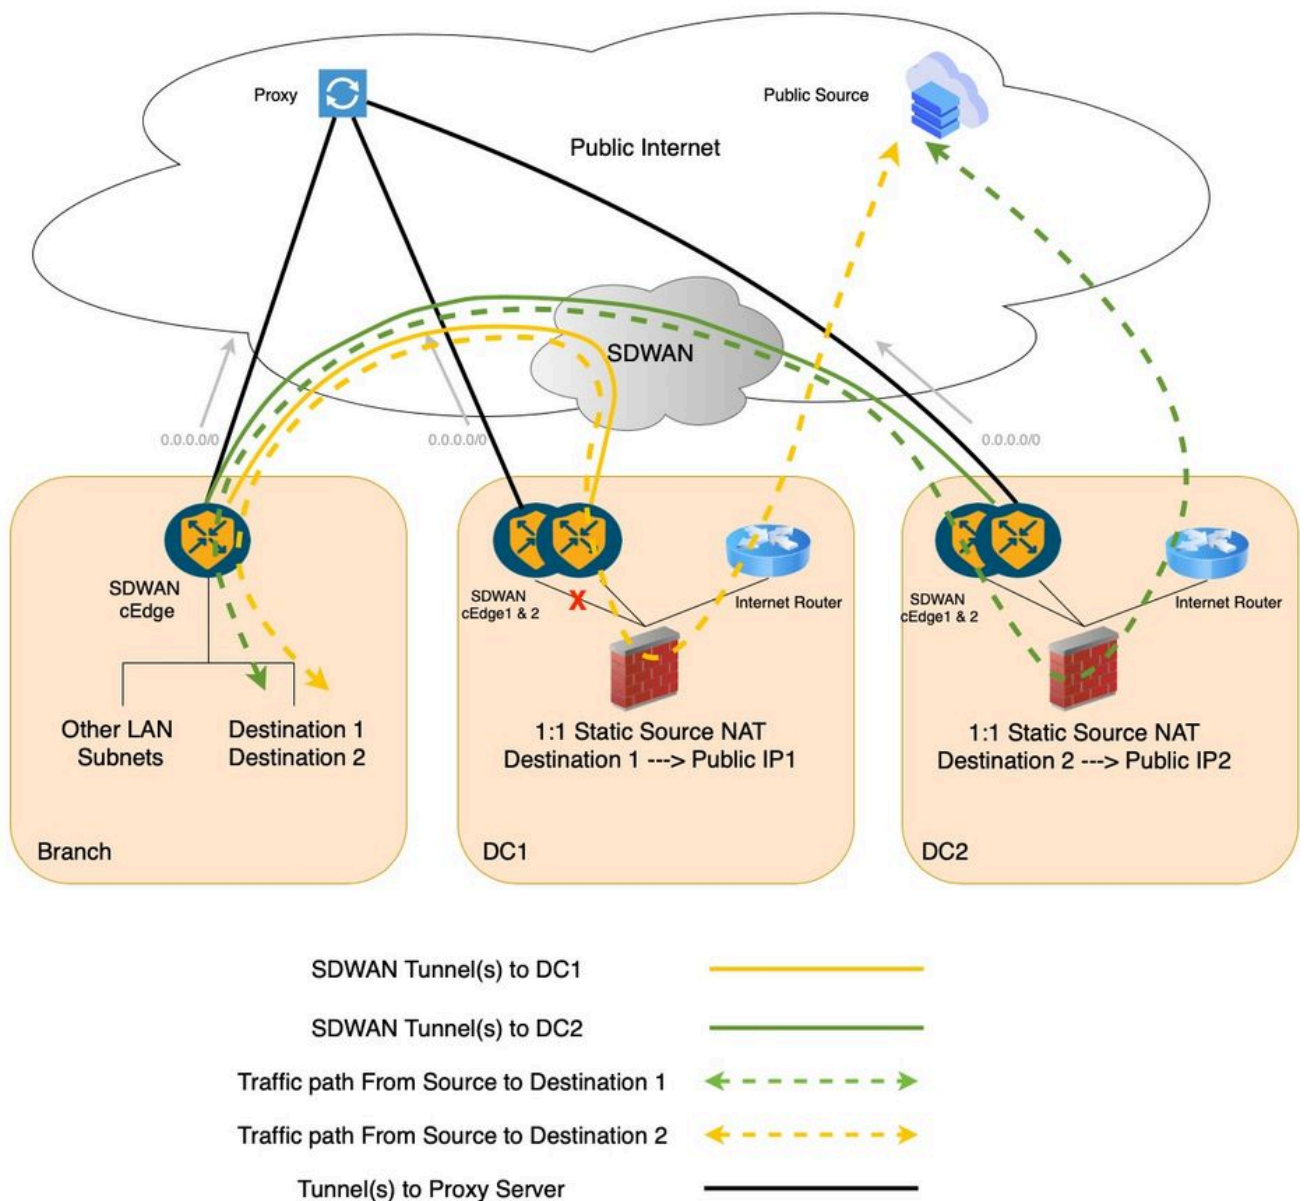 Proxy
Public Source
Public Internet
SDWAN
0.0.0.0/0
0.0.0.0/0
0.0.0.0/0
SDWAN
cEdge
Other LAN
Subnets
Destination 1
Destination 2
Branch
SDWAN
cEdge1 & 2
X
Internet Router
1:1 Static Source NAT
Destination 1 ---> Public IP1
DC1
SDWAN
cEdge1 & 2
Internet Router
1:1 Static Source NAT
Destination 2 ---> Public IP2
DC2
SDWAN Tunnel(s) to DC1
SDWAN Tunnel(s) to DC2
Traffic path From Source to Destination 1
Traffic path From Source to Destination 2
Tunnel(s) to Proxy Server